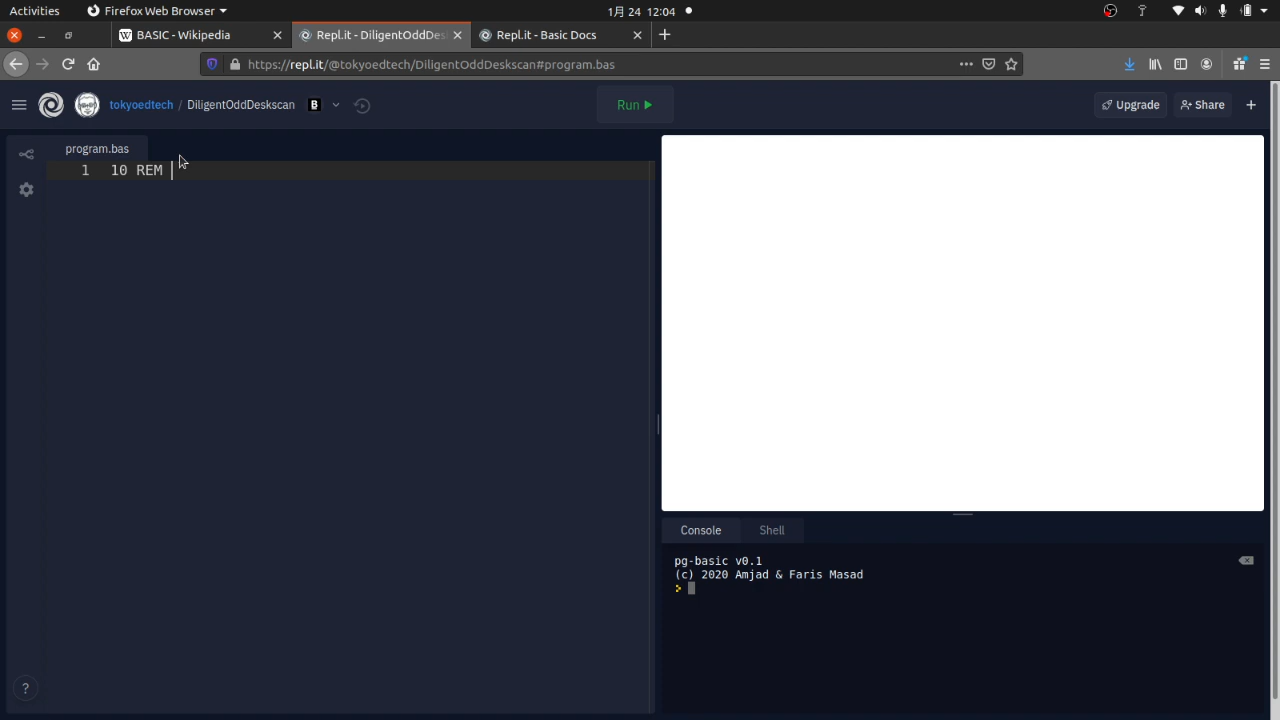 Activities Firefox Web Browser 1月 24 12:04
BASIC - Wikipedia Repl.it - DiligentOddDesk Repl.it - Basic Docs
https://repl.it/@tokyoedtech/DiligentOddDeskscan#program.bas
tokyoedtech / DiligentOddDeskscan B Run Upgrade Share
program.bas
1 10 REM
Console Shell
pg-basic v0.1
(c) 2020 Amjad & Faris Masad
>
?